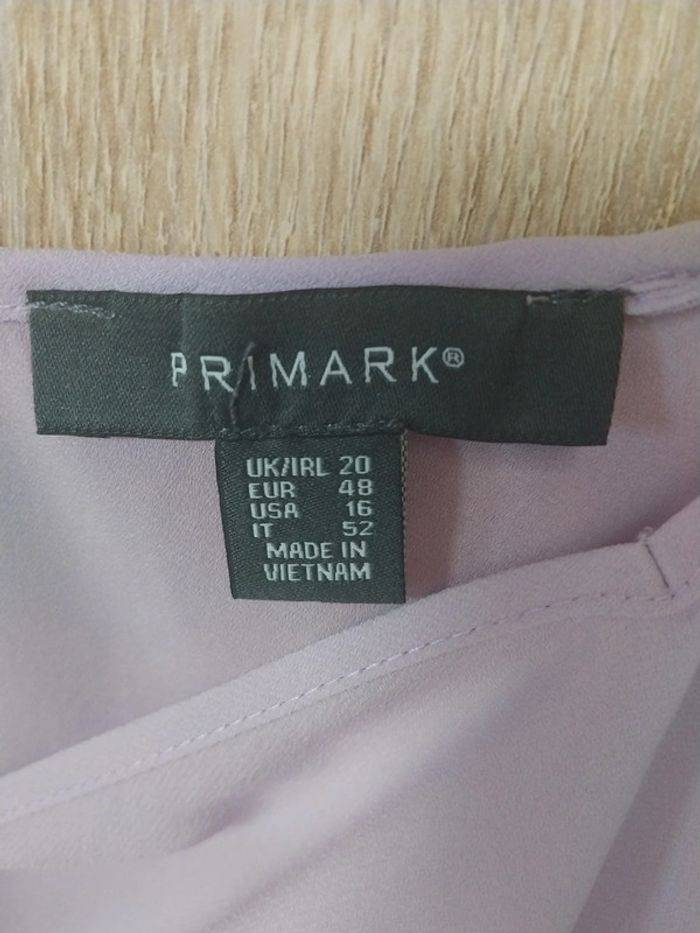 PRIMARK®
UK/IRL 20
EUR 48
USA 16
IT 52
MADE IN
VIETNAM